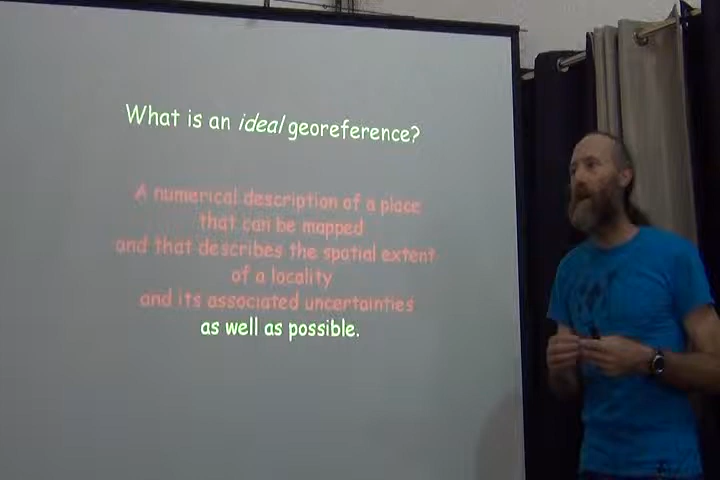 What is an ideal georeference?
A numerical description of a place
that can be mapped
and that describes the spatial extent
of a locality
and its associated uncertainties
as well as possible.